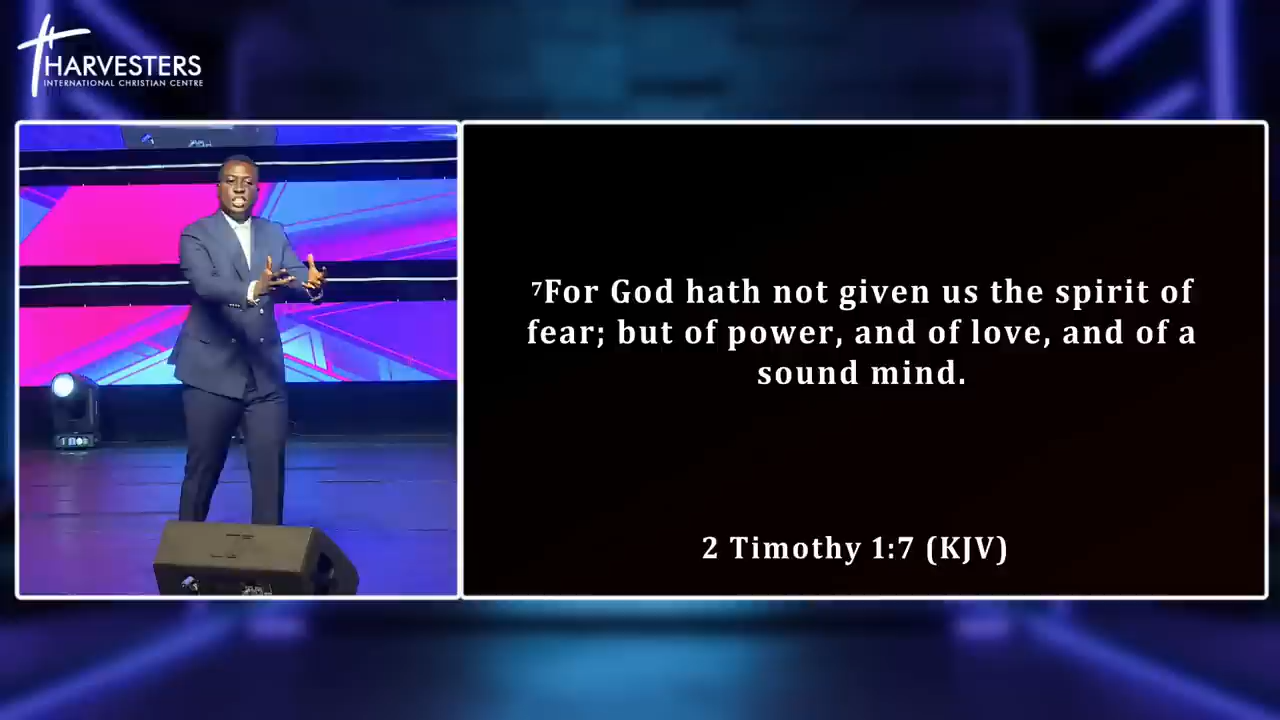 HARVESTERS
INTERNATIONAL CHRISTIAN CENTRE
⁷For God hath not given us the spirit of
fear; but of power, and of love, and of a
sound mind.
2 Timothy 1:7 (KJV)